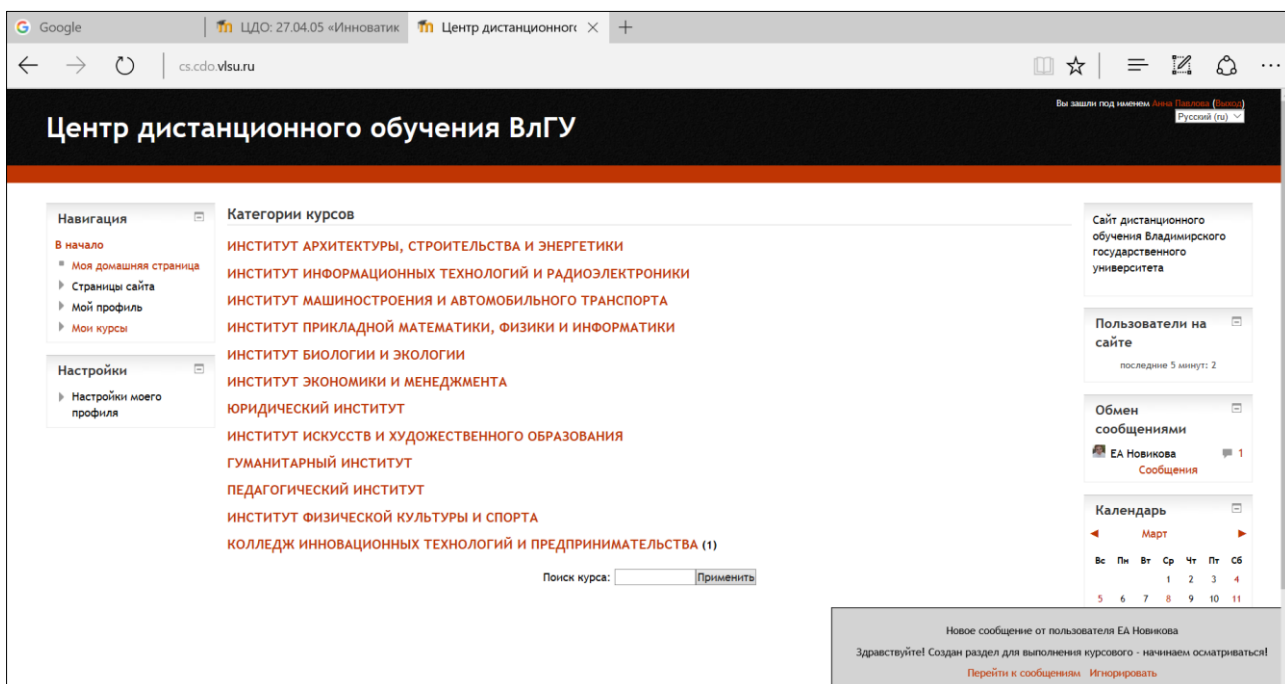 Google
ЦДО: 27.04.05 «Инноватик
Центр дистанционного
cs.cdo.vlsu.ru
Вы зашли под именем Анна Павлова (Выход)
Русский (ru)
Центр дистанционного обучения ВлГУ
Навигация
В начало
Моя домашняя страница
Страницы сайта
Мой профиль
Мои курсы
Настройки
Настройки моего
профиля
Категории курсов
ИНСТИТУТ АРХИТЕКТУРЫ, СТРОИТЕЛЬСТВА И ЭНЕРГЕТИКИ
ИНСТИТУТ ИНФОРМАЦИОННЫХ ТЕХНОЛОГИЙ И РАДИОЭЛЕКТРОНИКИ
ИНСТИТУТ МАШИНОСТРОЕНИЯ И АВТОМОБИЛЬНОГО ТРАНСПОРТА
ИНСТИТУТ ПРИКЛАДНОЙ МАТЕМАТИКИ, ФИЗИКИ И ИНФОРМАТИКИ
ИНСТИТУТ БИОЛОГИИ И ЭКОЛОГИИ
ИНСТИТУТ ЭКОНОМИКИ И МЕНЕДЖМЕНТА
ЮРИДИЧЕСКИЙ ИНСТИТУТ
ИНСТИТУТ ИСКУССТВ И ХУДОЖЕСТВЕННОГО ОБРАЗОВАНИЯ
ГУМАНИТАРНЫЙ ИНСТИТУТ
ПЕДАГОГИЧЕСКИЙ ИНСТИТУТ
ИНСТИТУТ ФИЗИЧЕСКОЙ КУЛЬТУРЫ И СПОРТА
КОЛЛЕДЖ ИННОВАЦИОННЫХ ТЕХНОЛОГИЙ И ПРЕДПРИНИМАТЕЛЬСТВА (1)
Поиск курса: Применить
Сайт дистанционного
обучения Владимирского
государственного
университета
Пользователи на
сайте
последние 5 минут: 2
Обмен
сообщениями
ЕА Новикова 1
Сообщения
Календарь
Март
Вс Пн Вт Ср Чт Пт Сб
1 2 3 4
5 6 7 8 9 10 11
Новое сообщение от пользователя ЕА Новикова
Здравствуйте! Создан раздел для выполнения курсового - начинаем осматриваться!
Перейти к сообщениям Игнорировать